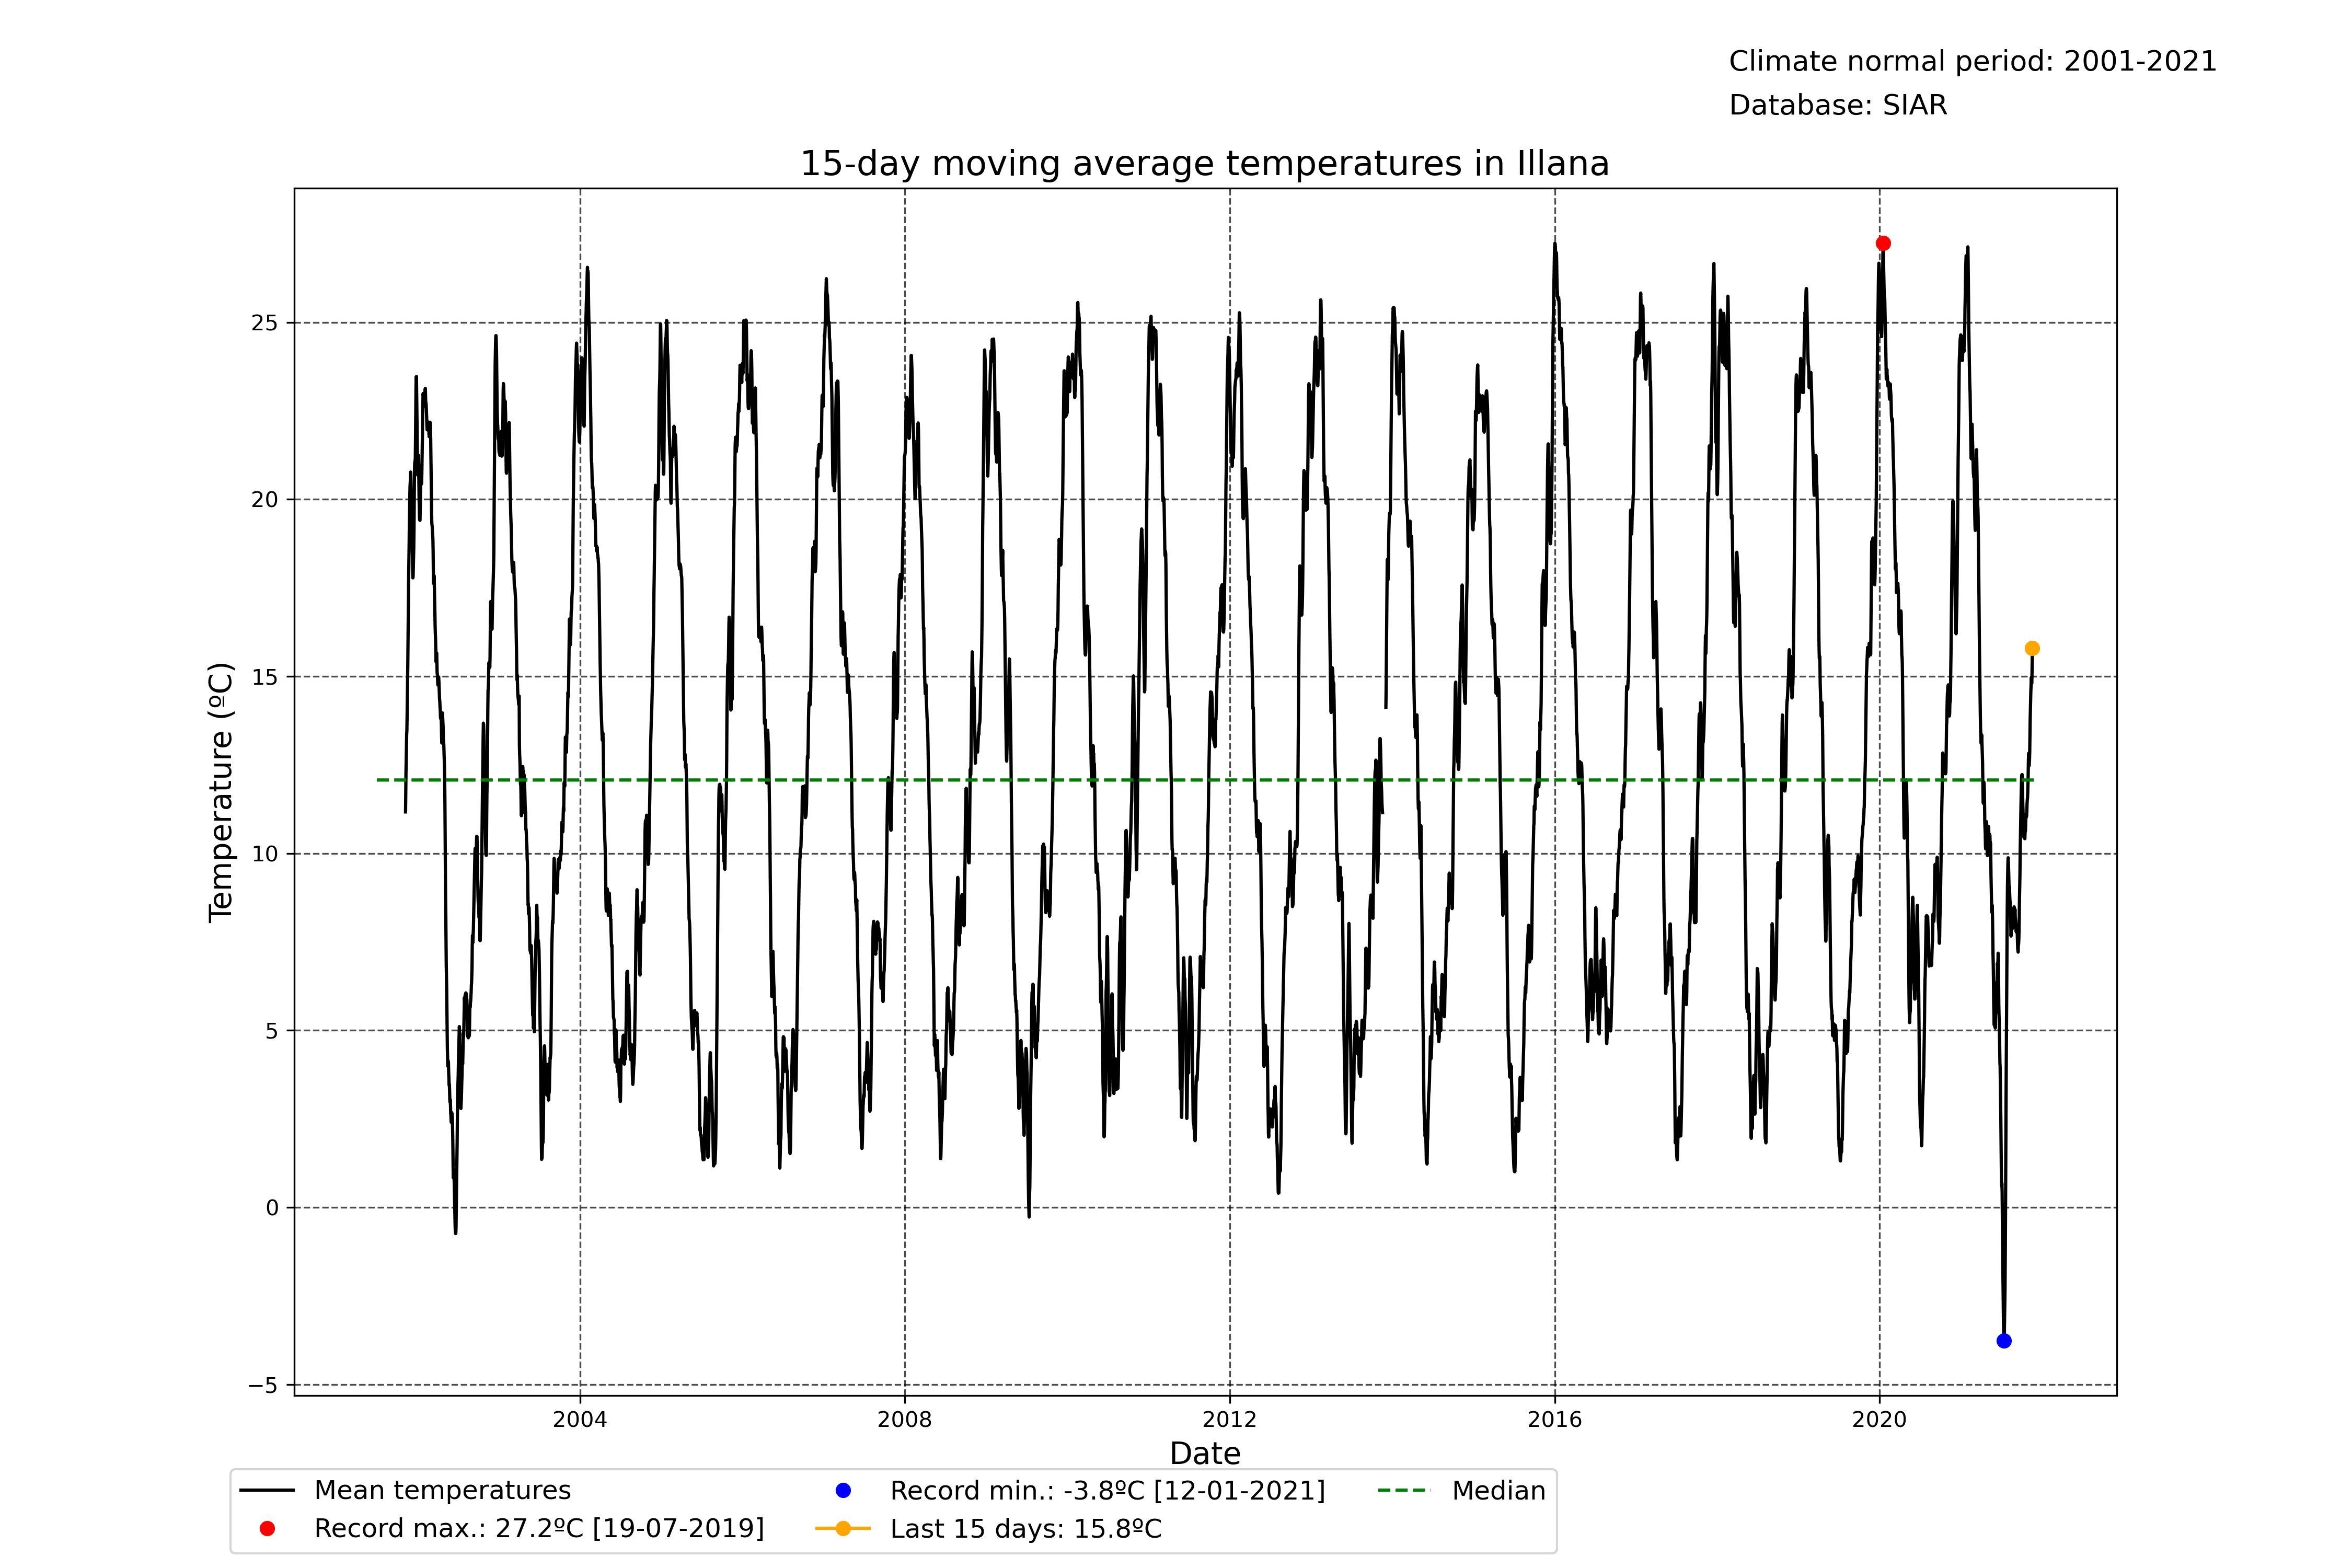 Climate normal period: 2001-2021
Database: SIAR
15-day moving average temperatures in Illana
25
20
15
10
5
0
−5
Temperature (ºC)
2004
2008
2012
2016
2020
Date
Mean temperatures
Record max.: 27.2ºC [19-07-2019]
Record min.: -3.8ºC [12-01-2021]
Last 15 days: 15.8ºC
Median